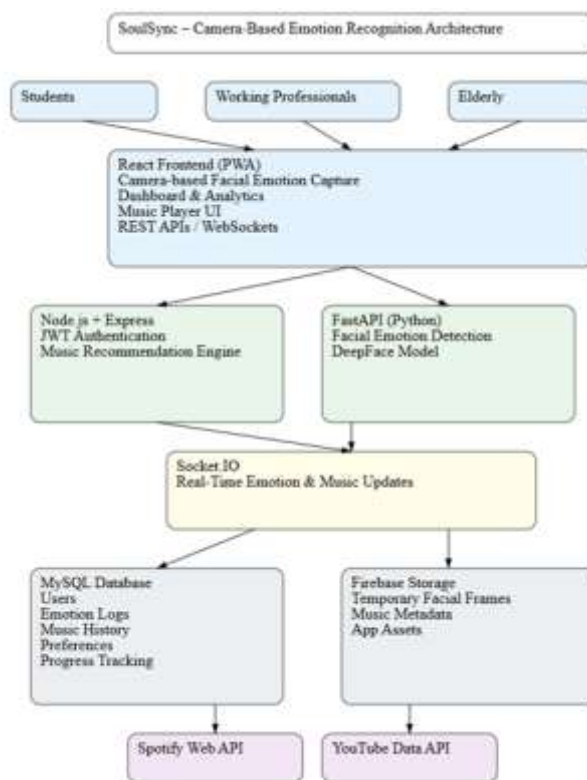 SoulSync – Camera-Based Emotion Recognition Architecture
Students
Working Professionals
Elderly
React Frontend (PWA)
Camera-based Facial Emotion Capture
Dashboard & Analytics
Music Player UI
REST APIs / WebSockets
Node js + Express
JWT Authentication
Music Recommendation Engine
FastAPI (Python)
Facial Emotion Detection
DeepFace Model
Socket.IO
Real-Time Emotion & Music Updates
MySQL Database
Users
Emotion Logs
Music History
Preferences
Progress Tracking
Firebase Storage
Temporary Facial Frames
Music Metadata
App Assets
Spotify Web API
YouTube Data API